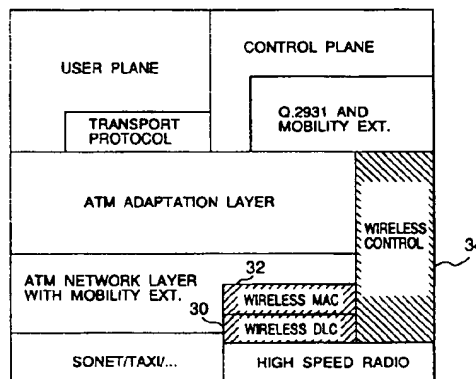 USER PLANE
CONTROL PLANE
TRANSPORT
PROTOCOL
Q.2931 AND
MOBILITY EXT.
ATM ADAPTATION LAYER
WIRELESS
CONTROL
34
ATM NETWORK LAYER
WITH MOBILITY EXT.
32
WIRELESS MAC
30
WIRELESS DLC
SONET/TAXI/...
HIGH SPEED RADIO